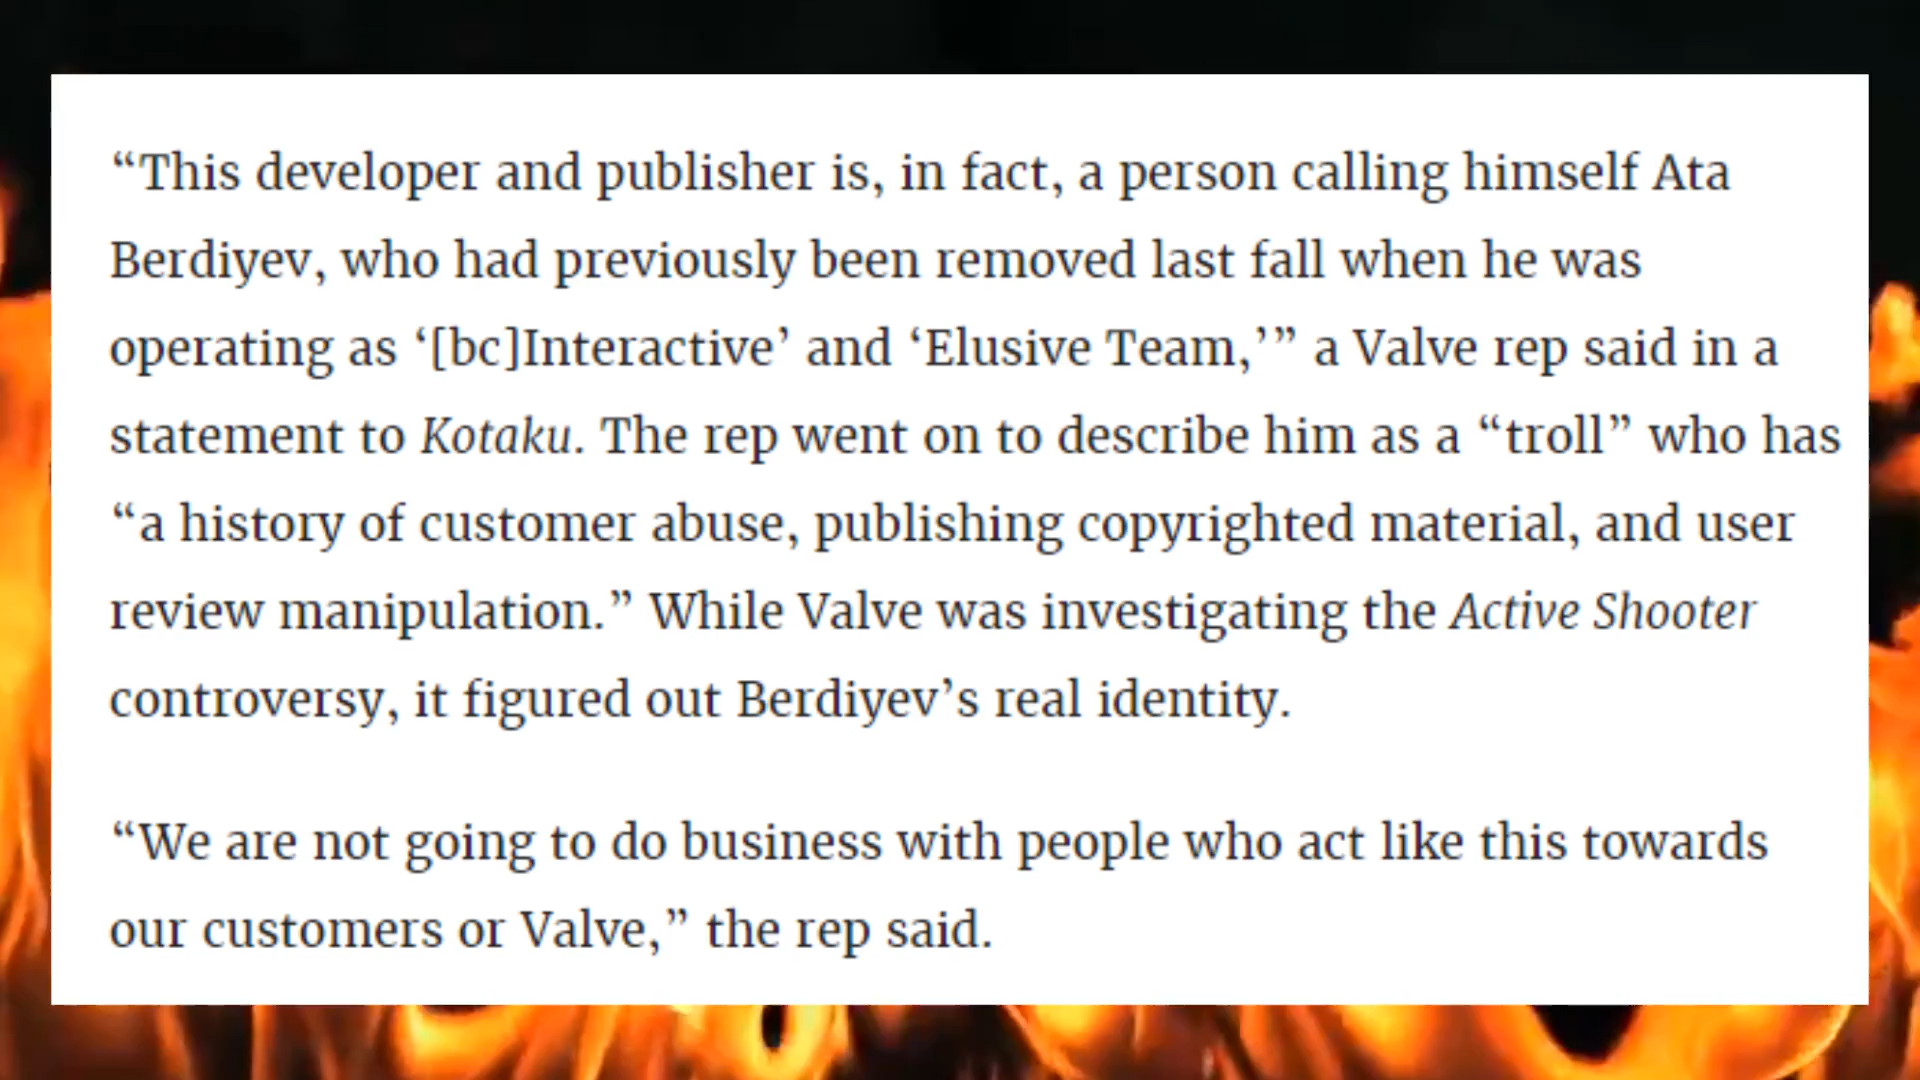 “This developer and publisher is, in fact, a person calling himself Ata
Berdiyev, who had previously been removed last fall when he was
operating as ‘[bc]Interactive’ and ‘Elusive Team,’” a Valve rep said in a
statement to Kotaku. The rep went on to describe him as a “troll” who has
“a history of customer abuse, publishing copyrighted material, and user
review manipulation.” While Valve was investigating the Active Shooter
controversy, it figured out Berdiyev’s real identity.
“We are not going to do business with people who act like this towards
our customers or Valve,” the rep said.